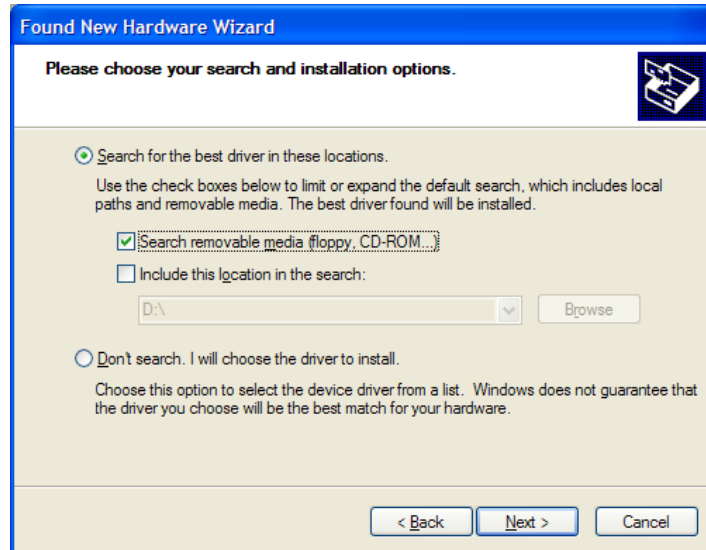 Found New Hardware Wizard
Please choose your search and installation options.
Search for the best driver in these locations.
Use the check boxes below to limit or expand the default search, which includes local
paths and removable media. The best driver found will be installed.
Search removable media (floppy, CD-ROM...)
Include this location in the search:
D:\
Browse
Don't search. I will choose the driver to install.
Choose this option to select the device driver from a list. Windows does not guarantee that
the driver you choose will be the best match for your hardware.
< Back Next > Cancel